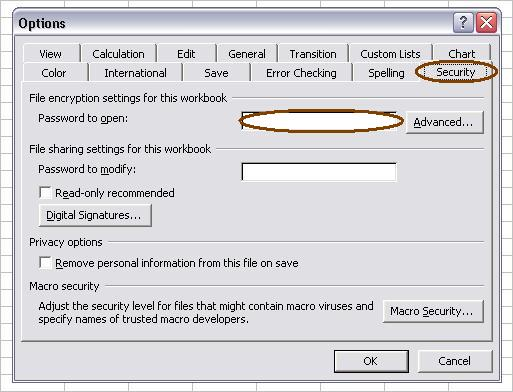 Options
View Calculation Edit General Transition Custom Lists Chart
Color International Save Error Checking Spelling Security
File encryption settings for this workbook
Password to open: Advanced...
File sharing settings for this workbook
Password to modify:
Read-only recommended
Digital Signatures...
Privacy options
Remove personal information from this file on save
Macro security
Adjust the security level for files that might contain macro viruses and
specify names of trusted macro developers.
Macro Security...
OK Cancel